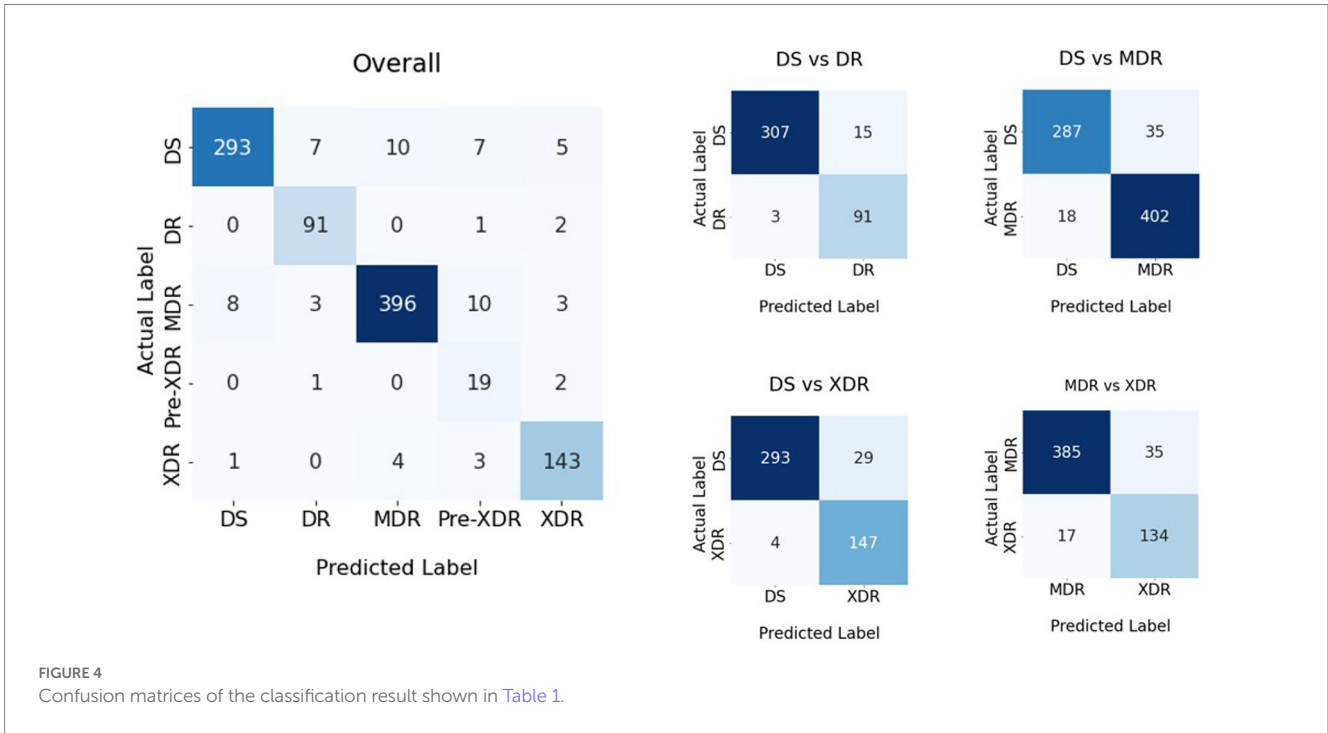 Overall
DS 293 7 10 7 5
DR 0 91 0 1 2
MDR 8 3 396 10 3
Pre-XDR 0 1 0 19 2
XDR 1 0 4 3 143
DS DR MDR Pre-XDR XDR
Actual Label
Predicted Label
DS vs DR
DS 307 15
DR 3 91
DS DR
Actual Label
Predicted Label
DS vs MDR
DS 287 35
MDR 18 402
DS MDR
Actual Label
Predicted Label
DS vs XDR
DS 293 29
XDR 4 147
DS XDR
Actual Label
Predicted Label
MDR vs XDR
MDR 385 35
XDR 17 134
MDR XDR
Actual Label
Predicted Label
FIGURE 4
Confusion matrices of the classification result shown in Table 1.